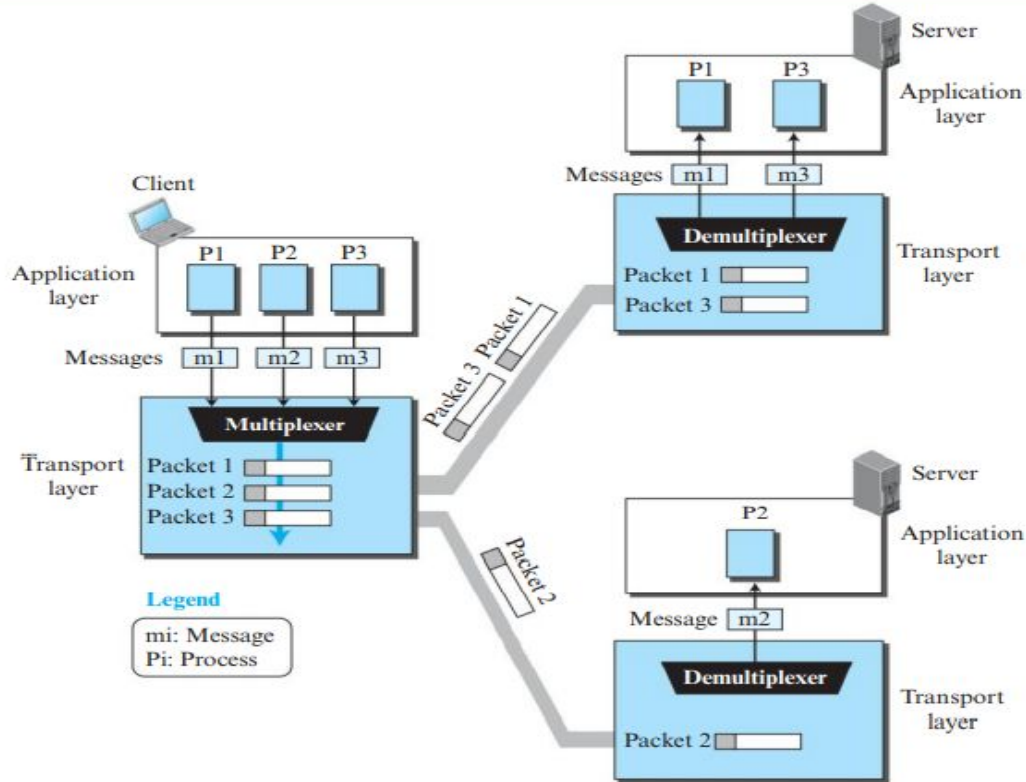 Server
P1 P3
Application
layer
Messages m1 m3
Demultiplexer
Transport
layer
Packet 1
Packet 3
Client
P1 P2 P3
Application
layer
Messages m1 m2 m3
Multiplexer
Transport
layer
Packet 1
Packet 2
Packet 3
Packet 1
Packet 3
Packet 2
Server
P2
Application
layer
Message m2
Demultiplexer
Transport
layer
Packet 2
Legend
mi: Message
Pi: Process